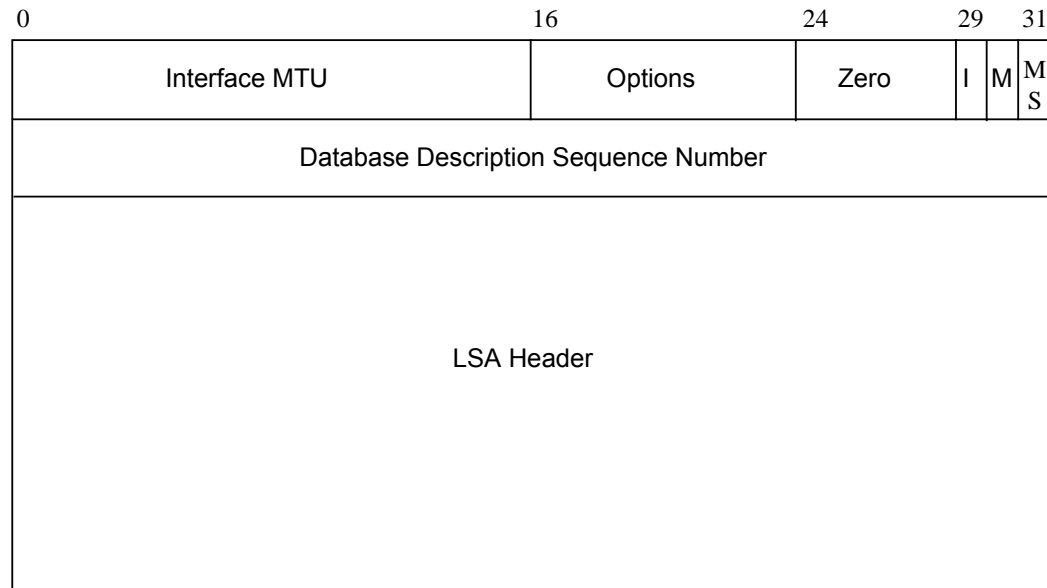 0 16 24 29 31
Interface MTU Options Zero I M M
S
Database Description Sequence Number
LSA Header